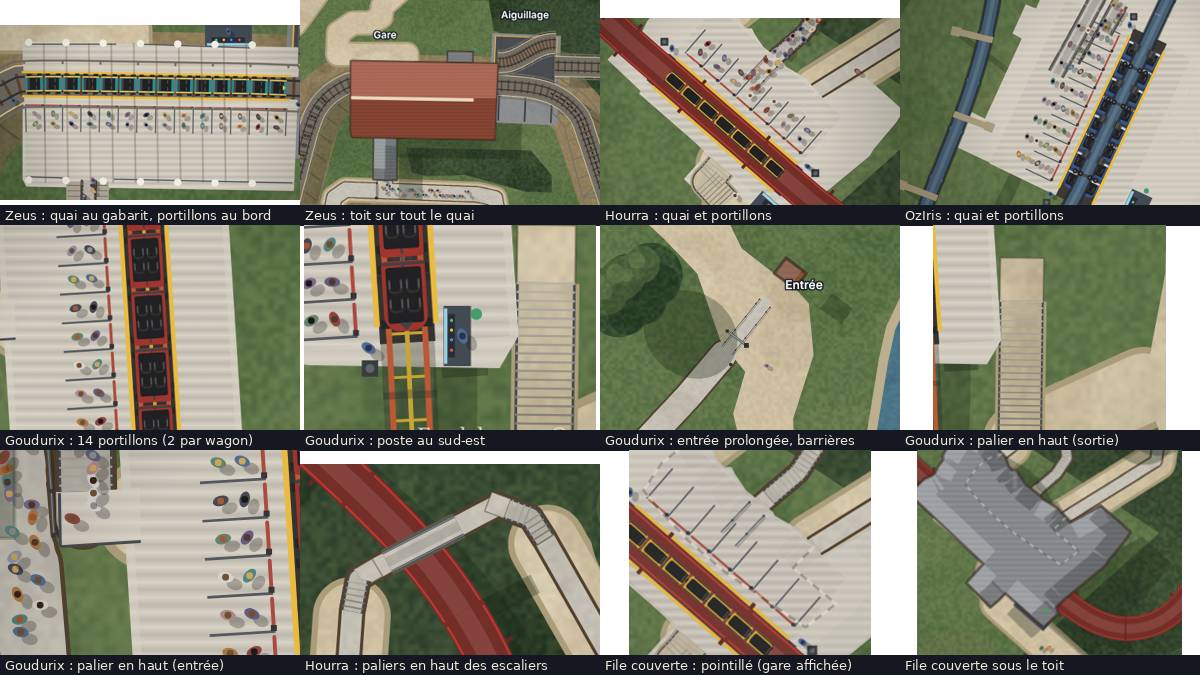 Gare
Aiguillage
Zeus : quai au gabarit, portillons au bord
Zeus : toit sur tout le quai
Hourra : quai et portillons
OzIris : quai et portillons
Goudurix : 14 portillons (2 par wagon)
Goudurix : poste au sud-est
Entrée
Goudurix : entrée prolongée, barrières
Goudurix : palier en haut (sortie)
Goudurix : palier en haut (entrée)
Hourra : paliers en haut des escaliers
File couverte : pointillé (gare affichée)
File couverte sous le toit